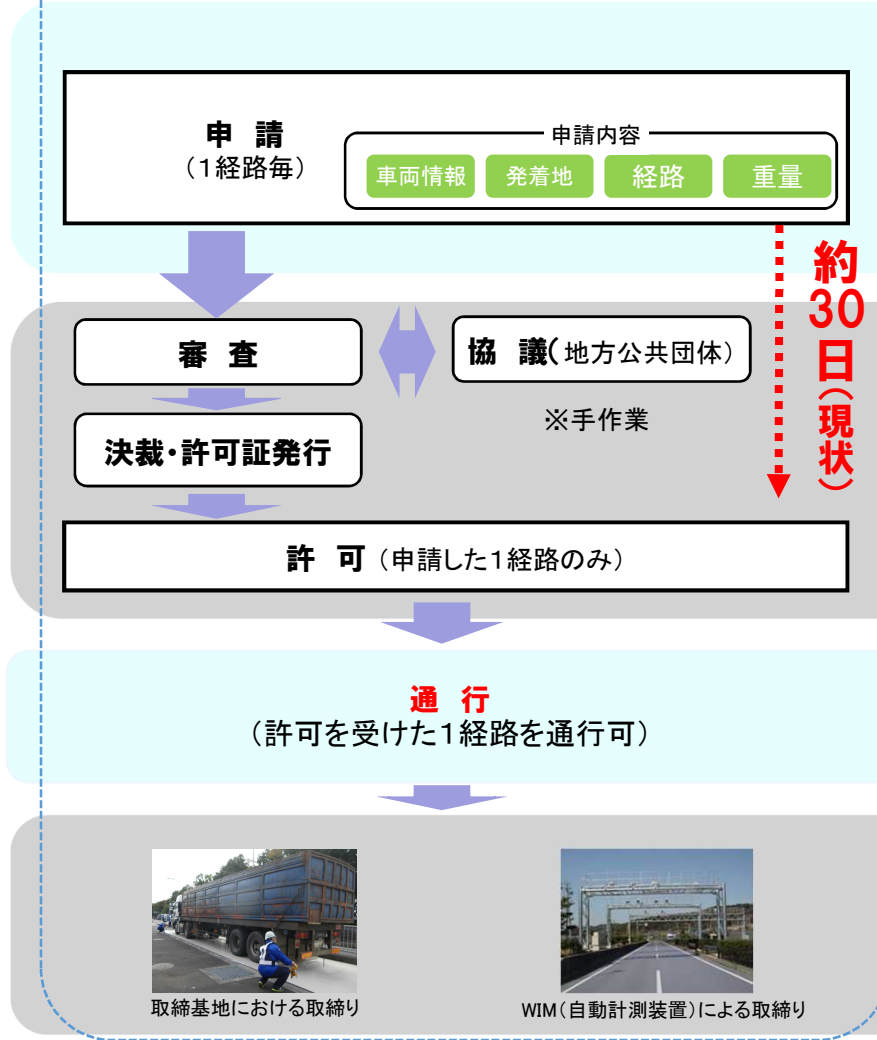 申 請
（1経路毎）
申請内容
車両情報
発着地
経路
重量
約30日（現状）
審 査
協 議（地方公共団体）
※手作業
決裁・許可証発行
許 可（申請した1経路のみ）
通 行
（許可を受けた1経路を通行可）
取締基地における取締り
WIM（自動計測装置）による取締り